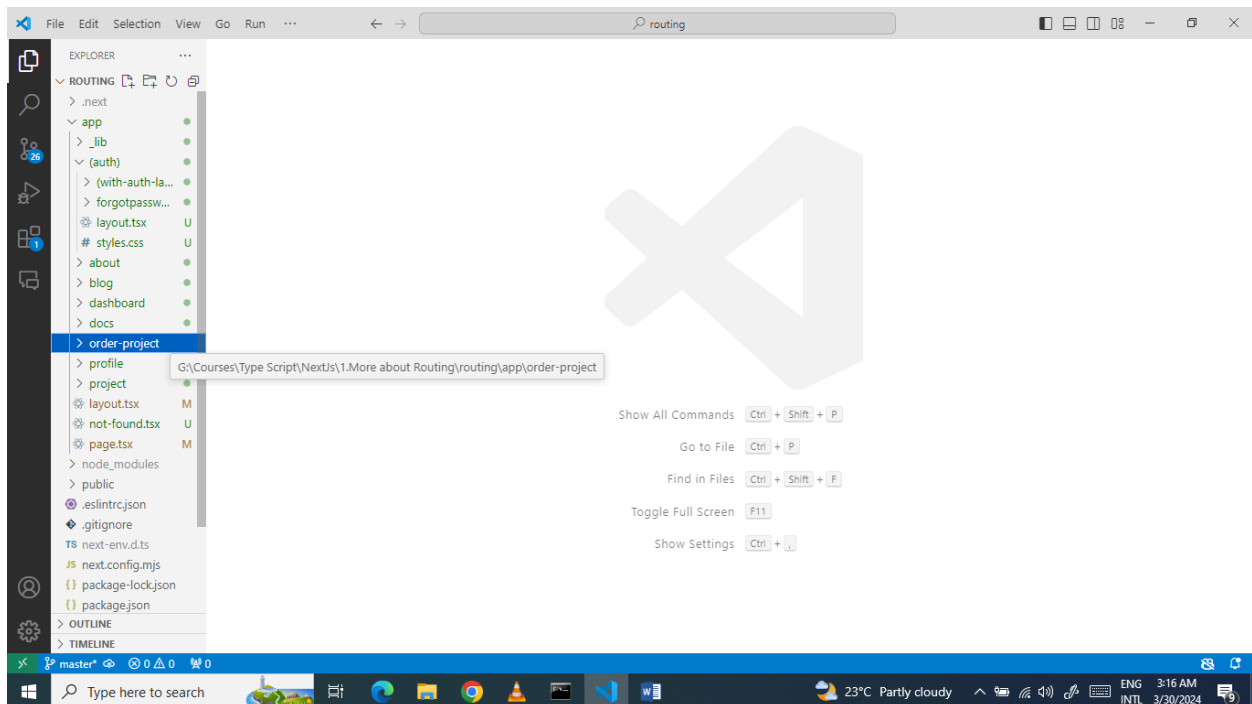 File Edit Selection View Go Run ···
routing
EXPLORER ···
ROUTING
.next
app
_lib
(auth)
(with-auth-la...
forgotpassw...
layout.tsx U
# styles.css U
about
blog
dashboard
docs
order-project
profile
G:\Courses\Type Script\NextJs\1.More about Routing\routing\app\order-project
project
layout.tsx M
not-found.tsx U
page.tsx M
node_modules
public
.eslintrc.json
.gitignore
TS next-env.d.ts
JS next.config.mjs
{} package-lock.json
{} package.json
OUTLINE
TIMELINE
26
1
Show All Commands Ctrl + Shift + P
Go to File Ctrl + P
Find in Files Ctrl + Shift + F
Toggle Full Screen F11
Show Settings Ctrl + ,
master* 0 0 0
Type here to search
23°C Partly cloudy
ENG
INTL
3:16 AM
3/30/2024
9